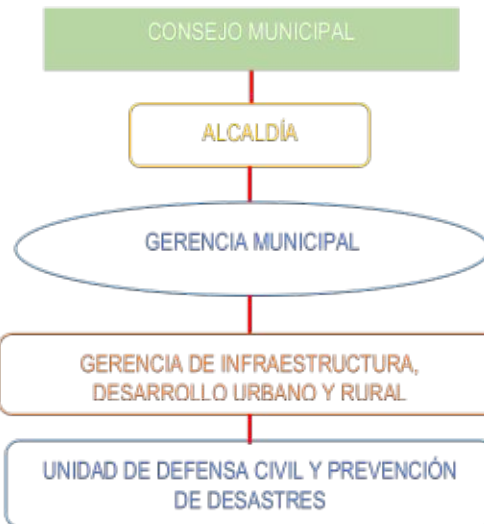 CONSEJO MUNICIPAL
ALCALDÍA
GERENCIA MUNICIPAL
GERENCIA DE INFRAESTRUCTURA,
DESARROLLO URBANO Y RURAL
UNIDAD DE DEFENSA CIVIL Y PREVENCIÓN
DE DESASTRES